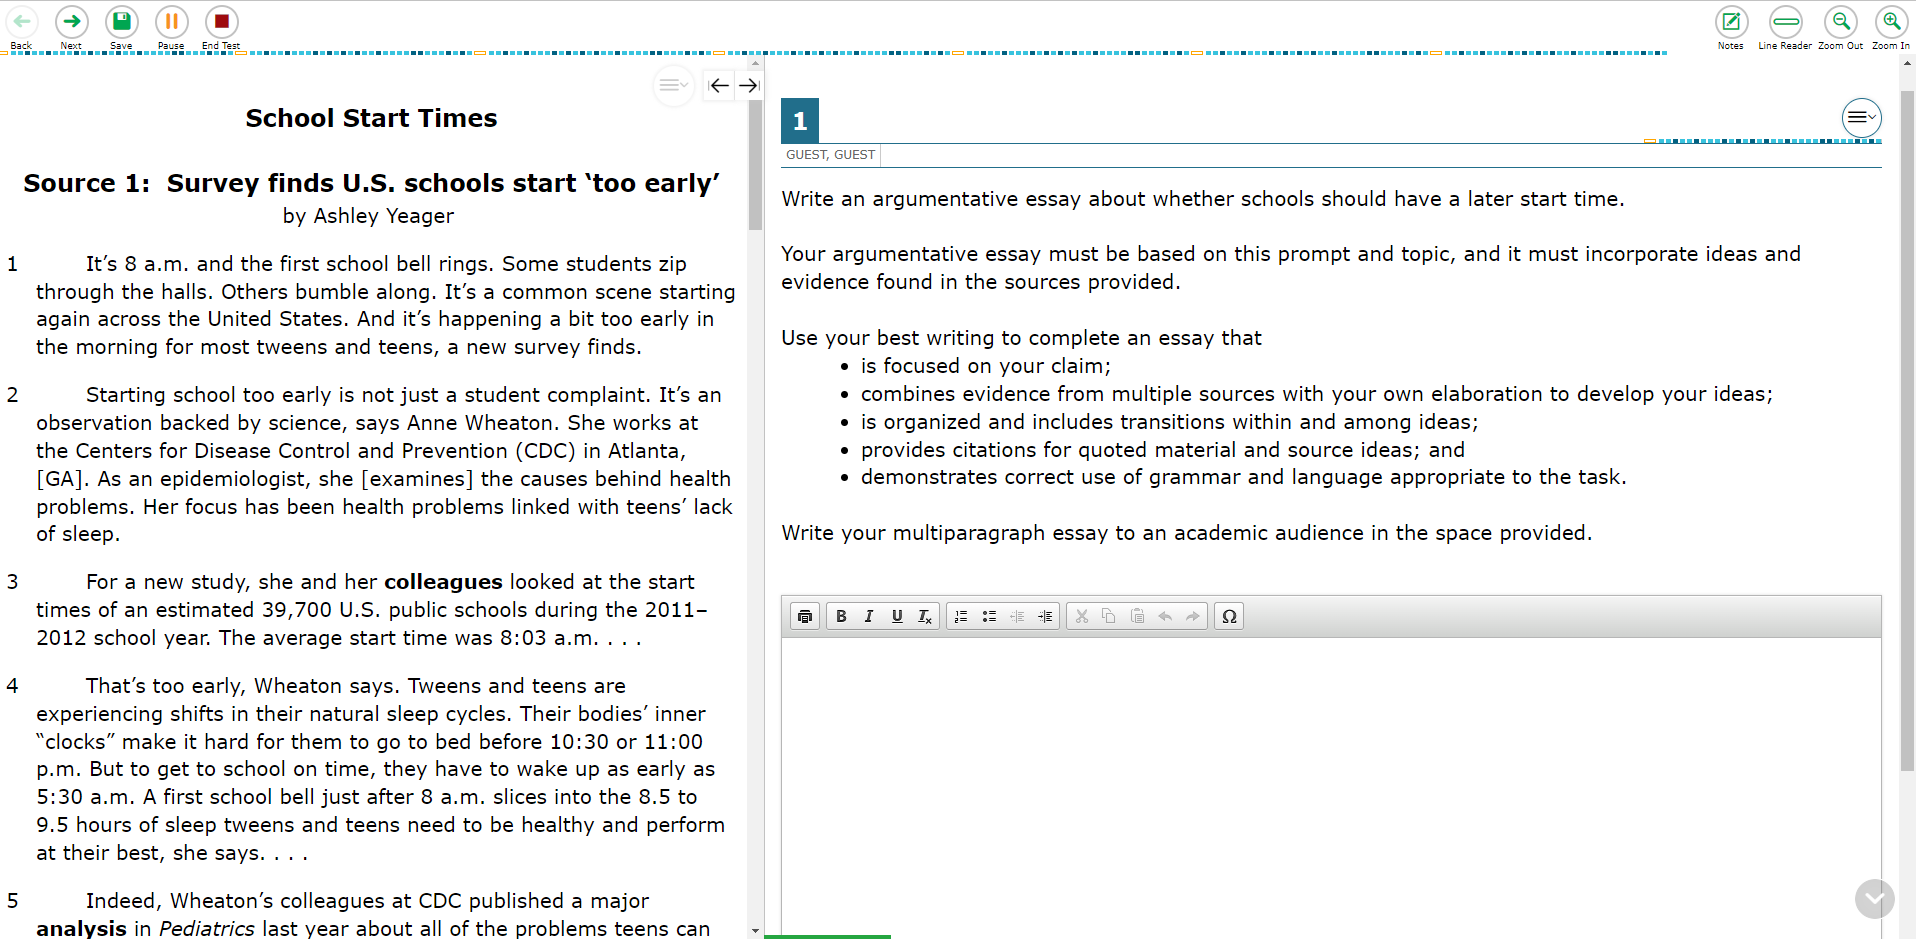 Back
Next
Save
Pause
End Test
Notes
Line Reader
Zoom Out
Zoom In
School Start Times
Source 1:  Survey finds U.S. schools start ‘too early’
by Ashley Yeager
1 It’s 8 a.m. and the first school bell rings. Some students zip
through the halls. Others bumble along. It’s a common scene starting
again across the United States. And it’s happening a bit too early in
the morning for most tweens and teens, a new survey finds.
2 Starting school too early is not just a student complaint. It’s an
observation backed by science, says Anne Wheaton. She works at
the Centers for Disease Control and Prevention (CDC) in Atlanta,
[GA]. As an epidemiologist, she [examines] the causes behind health
problems. Her focus has been health problems linked with teens’ lack
of sleep.
3 For a new study, she and her colleagues looked at the start
times of an estimated 39,700 U.S. public schools during the 2011–
2012 school year. The average start time was 8:03 a.m. . . .
4 That’s too early, Wheaton says. Tweens and teens are
experiencing shifts in their natural sleep cycles. Their bodies’ inner
“clocks” make it hard for them to go to bed before 10:30 or 11:00
p.m. But to get to school on time, they have to wake up as early as
5:30 a.m. A first school bell just after 8 a.m. slices into the 8.5 to
9.5 hours of sleep tweens and teens need to be healthy and perform
at their best, she says. . . .
5 Indeed, Wheaton’s colleagues at CDC published a major
analysis in Pediatrics last year about all of the problems teens can
1
GUEST, GUEST
Write an argumentative essay about whether schools should have a later start time.
Your argumentative essay must be based on this prompt and topic, and it must incorporate ideas and
evidence found in the sources provided.
Use your best writing to complete an essay that
• is focused on your claim;
• combines evidence from multiple sources with your own elaboration to develop your ideas;
• is organized and includes transitions within and among ideas;
• provides citations for quoted material and source ideas; and
• demonstrates correct use of grammar and language appropriate to the task.
Write your multiparagraph essay to an academic audience in the space provided.
B I U Ix Ω